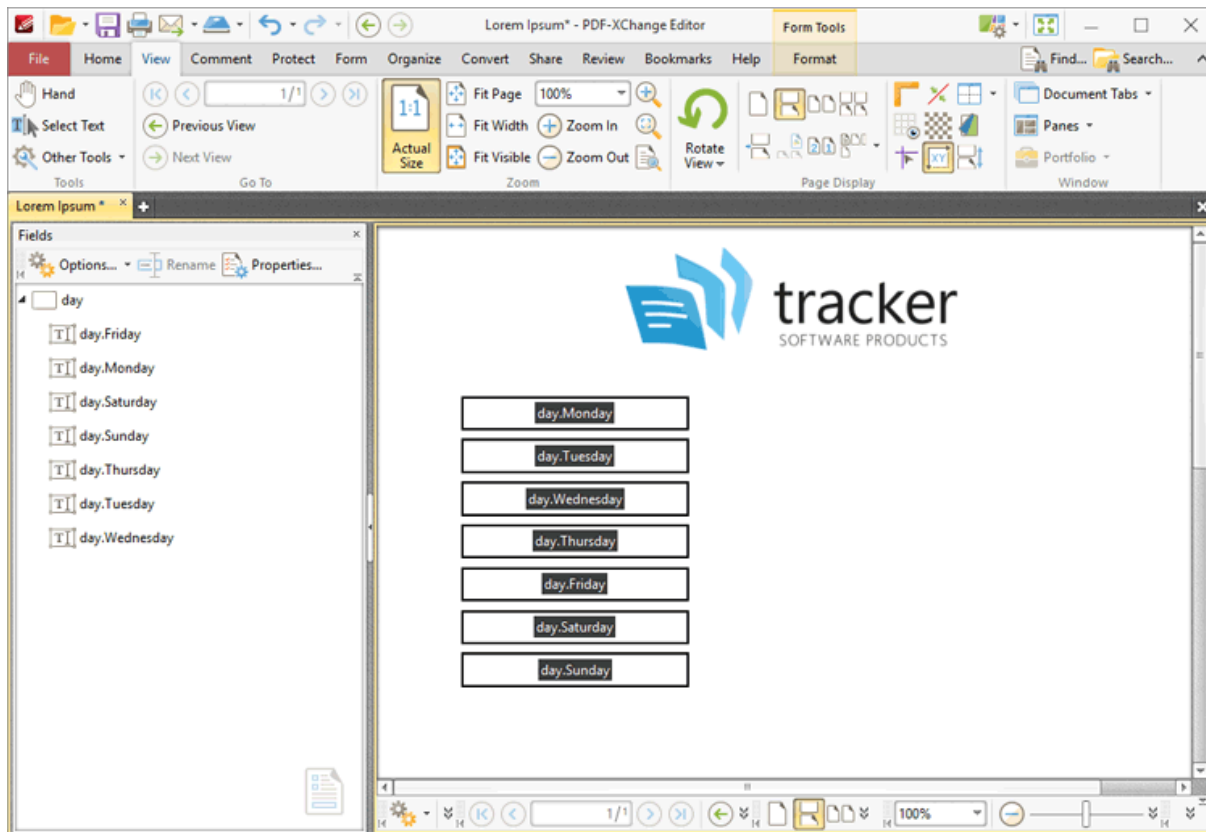 Lorem Ipsum* - PDF-XChange Editor
Form Tools
File Home View Comment Protect Form Organize Convert Share Review Bookmarks Help Format Find... Search...
Hand 1/1 1:1 Fit Page 100% Document Tabs
Select Text Previous View Fit Width Zoom In Panes
Other Tools Next View Actual Size Fit Visible Zoom Out Rotate View Portfolio
Tools Go To Zoom Page Display Window
Lorem Ipsum *
Fields
Options... Rename Properties...
day
day.Friday
day.Monday
day.Saturday
day.Sunday
day.Thursday
day.Tuesday
day.Wednesday
tracker
SOFTWARE PRODUCTS
day.Monday
day.Tuesday
day.Wednesday
day.Thursday
day.Friday
day.Saturday
day.Sunday
1/1 100%